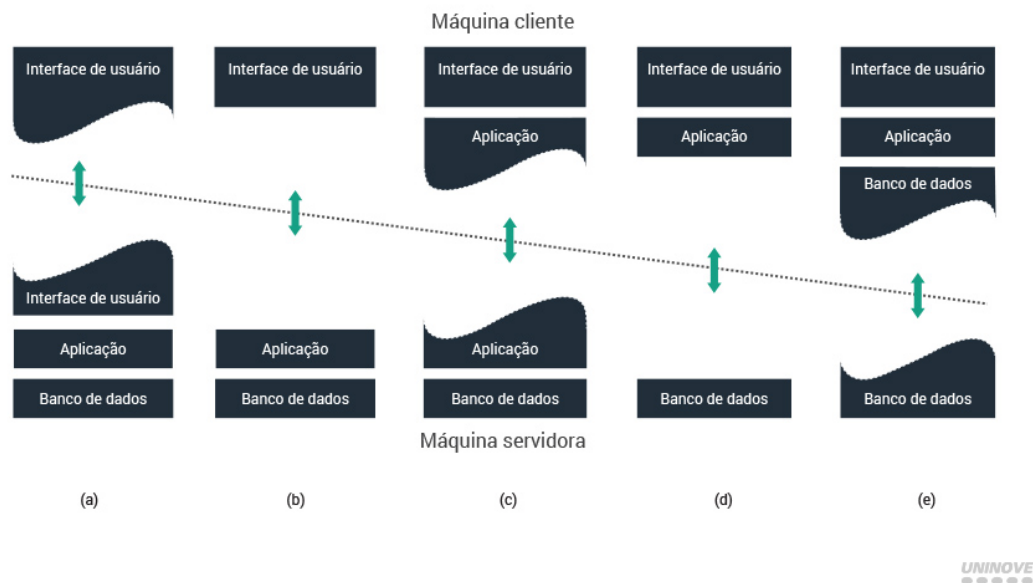 Máquina cliente
Interface de usuário
Interface de usuário
Interface de usuário
Interface de usuário
Interface de usuário
Aplicação
Aplicação
Aplicação
Banco de dados
Interface de usuário
Aplicação
Aplicação
Aplicação
Banco de dados
Banco de dados
Banco de dados
Banco de dados
Banco de dados
Máquina servidora
(a)
(b)
(c)
(d)
(e)
UNINOVE